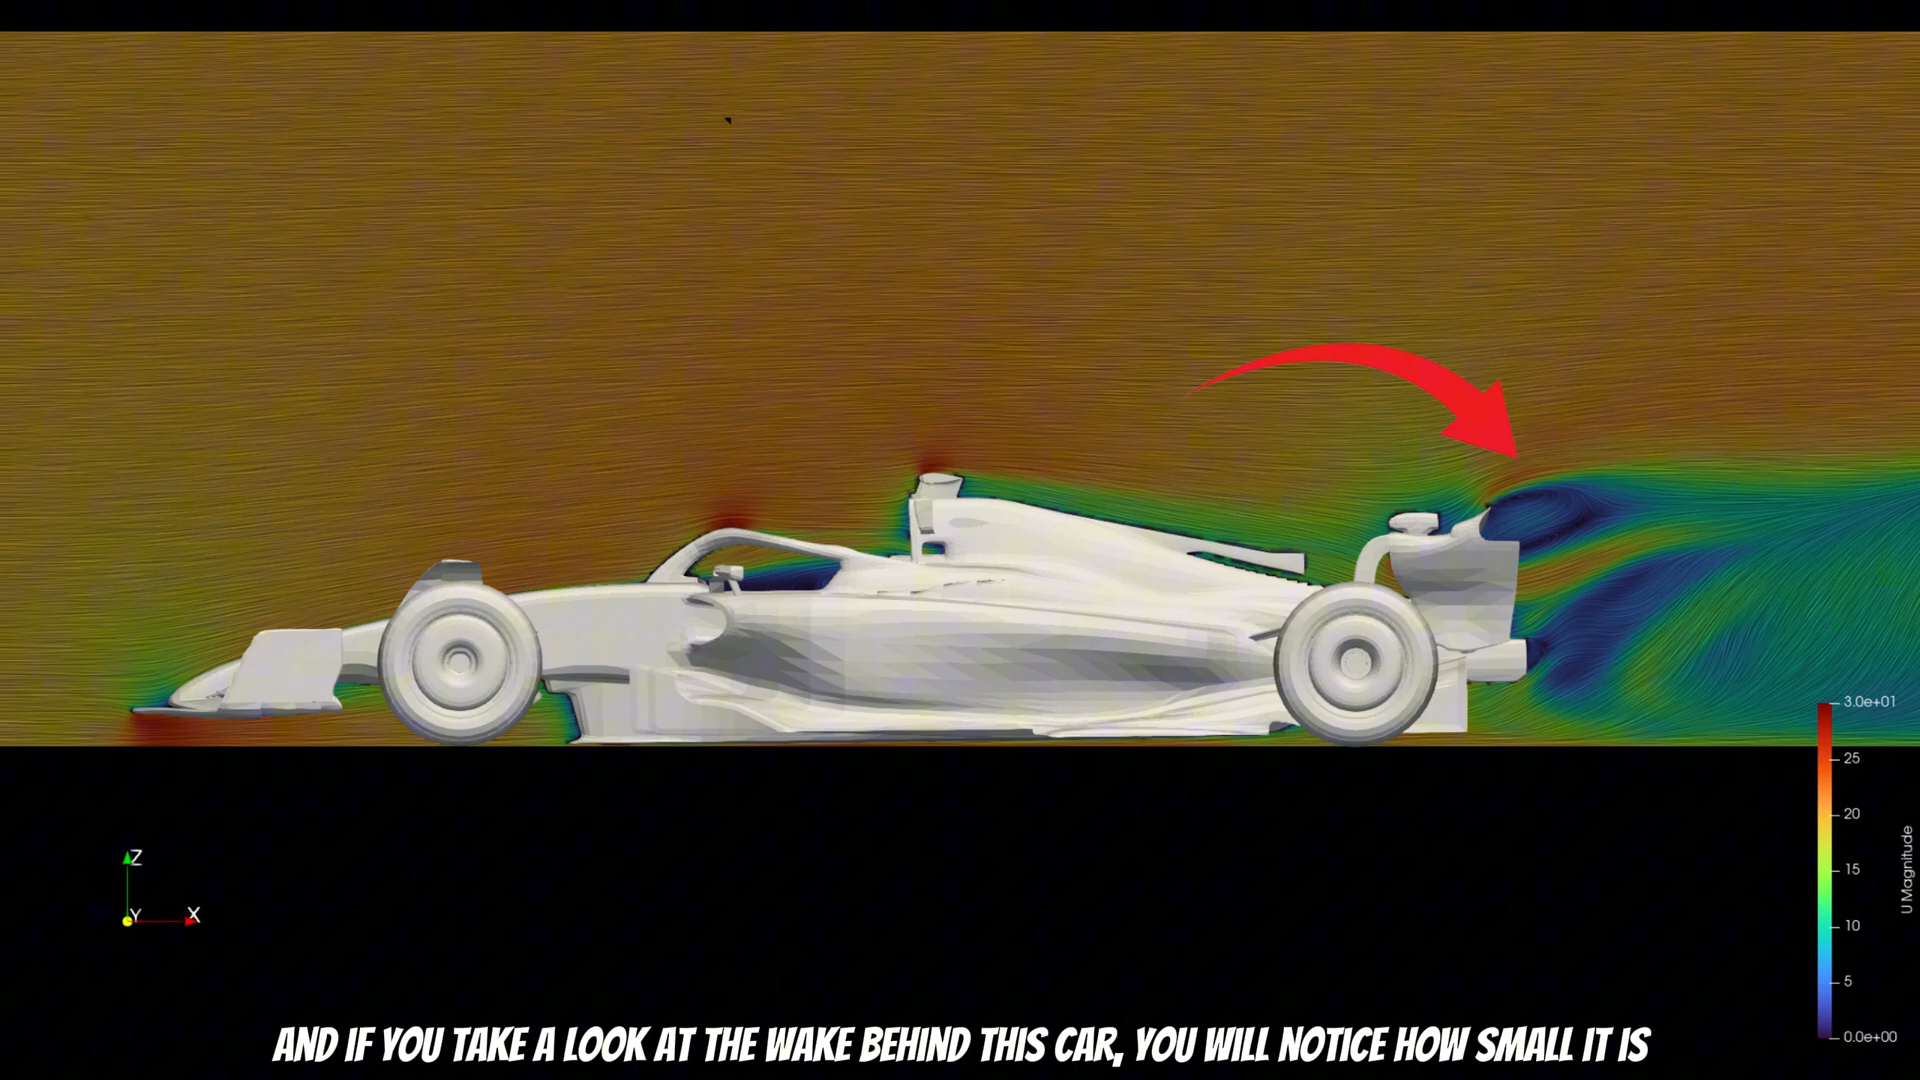 3.0e+01
25
20
15
10
5
0.0e+00
U Magnitude
Z
Y
X
AND IF YOU TAKE A LOOK AT THE WAKE BEHIND THIS CAR, YOU WILL NOTICE HOW SMALL IT IS